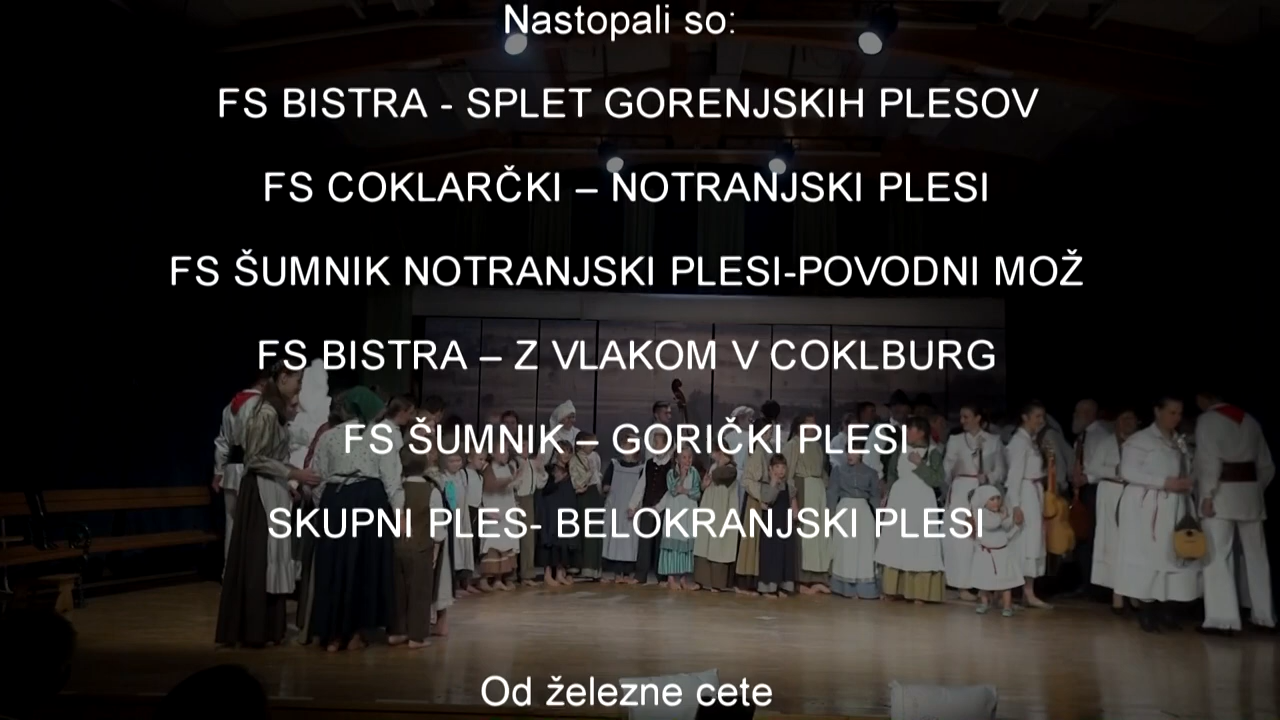 Nastopali so:
FS BISTRA - SPLET GORENJSKIH PLESOV
FS COKLARČKI – NOTRANJSKI PLESI
FS ŠUMNIK NOTRANJSKI PLESI-POVODNI MOŽ
FS BISTRA – Z VLAKOM V COKLBURG
FS ŠUMNIK – GORIČKI PLESI
SKUPNI PLES- BELOKRANJSKI PLESI
Od železne cete